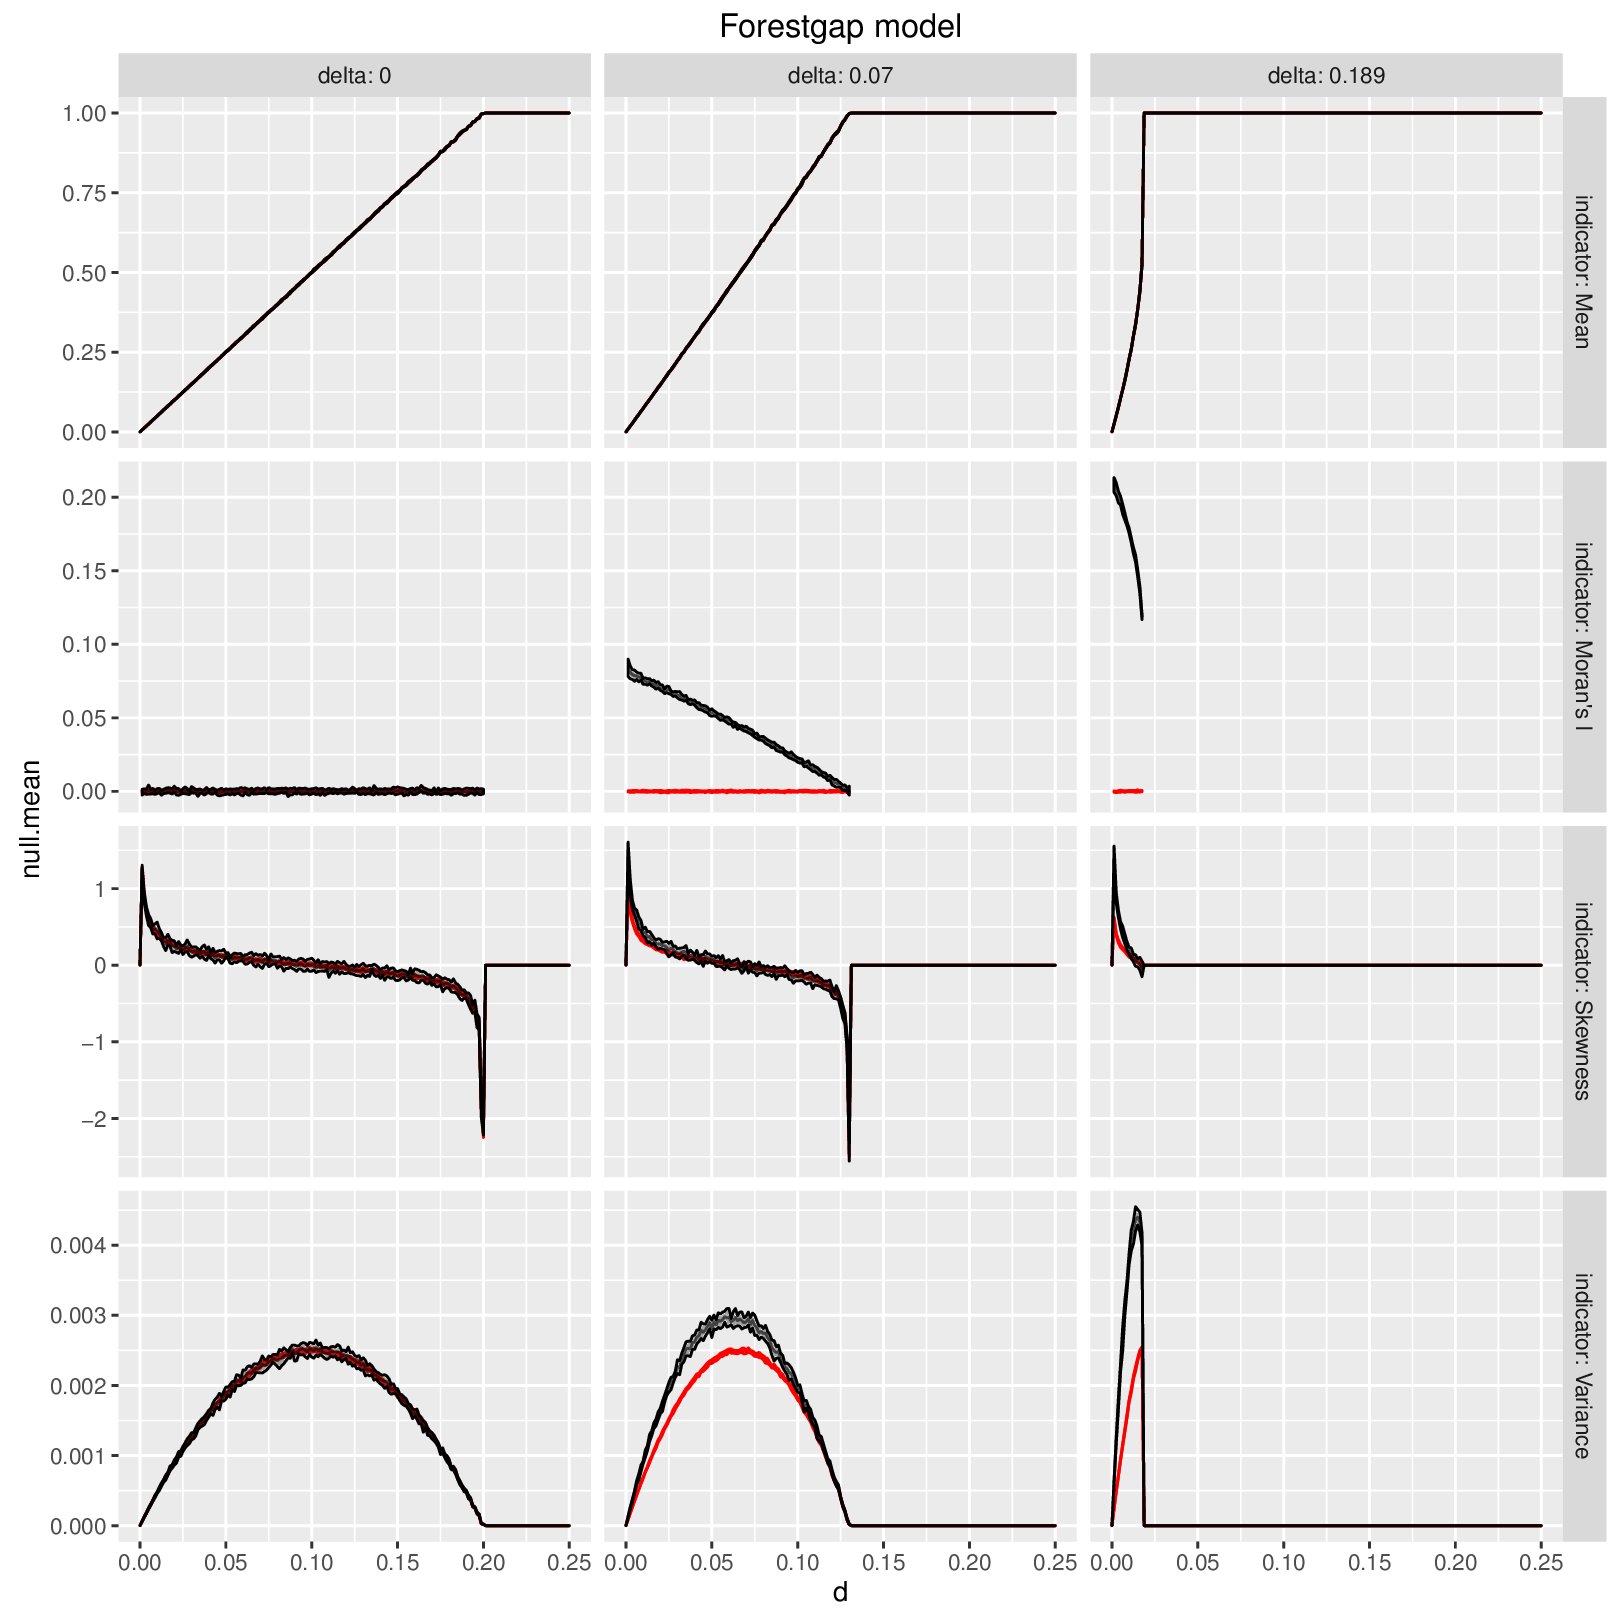 Forestgap model
delta: 0
delta: 0.07
delta: 0.189
1.00
0.75
0.50
0.25
0.00
indicator: Mean
0.20
0.15
0.10
0.05
0.00
indicator: Moran's I
null.mean
1
0
−1
−2
indicator: Skewness
0.004
0.003
0.002
0.001
0.000
indicator: Variance
0.00 0.05 0.10 0.15 0.20 0.25
0.00 0.05 0.10 0.15 0.20 0.25
0.00 0.05 0.10 0.15 0.20 0.25
d